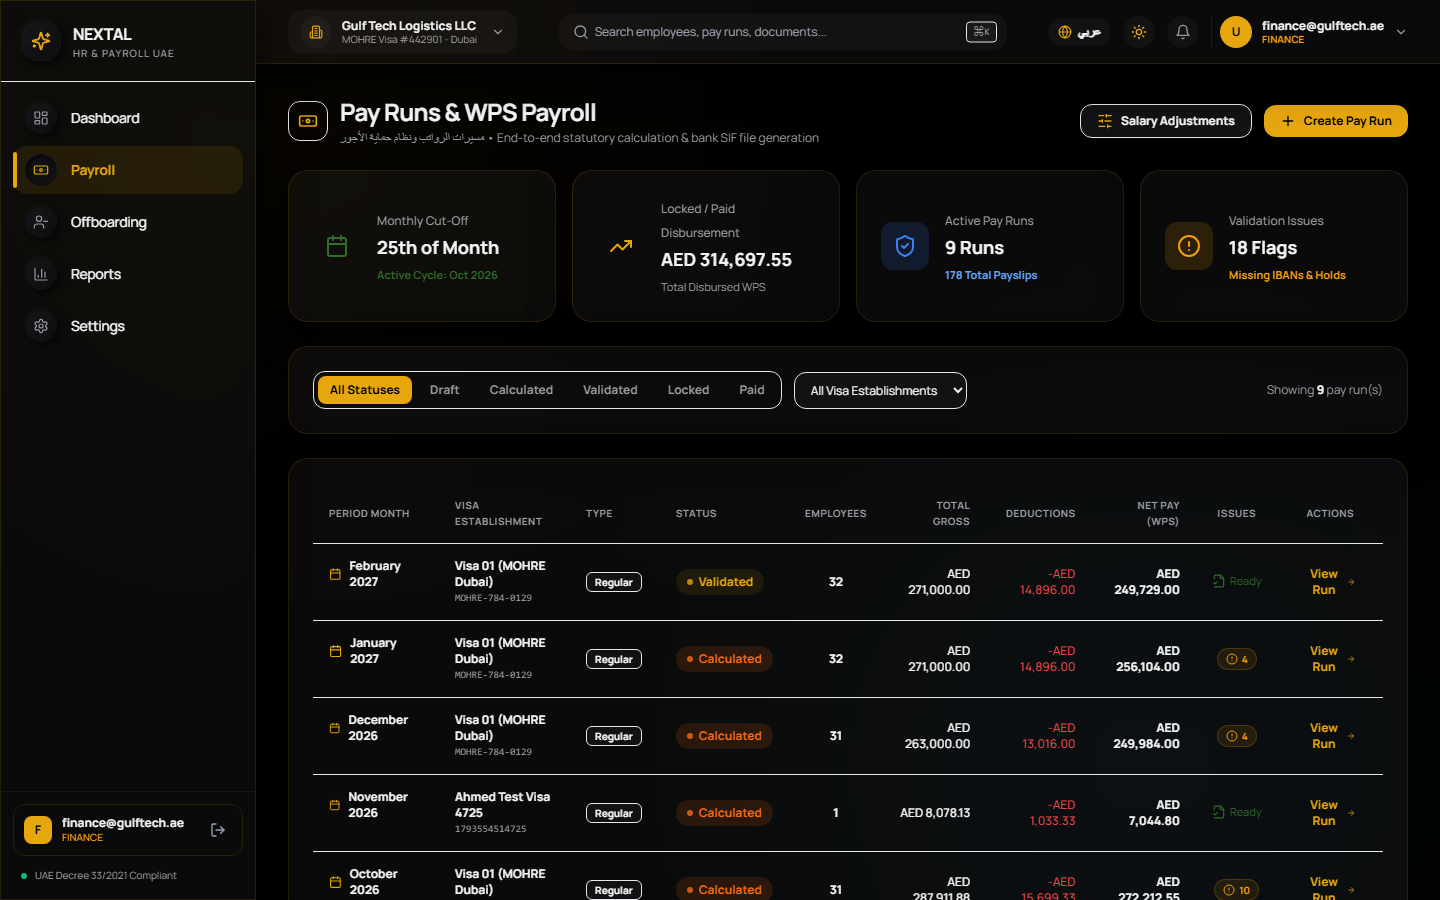 NEXTAL
HR & PAYROLL UAE
Dashboard
Payroll
Offboarding
Reports
Settings
F
finance@gulftech.ae
FINANCE
UAE Decree 33/2021 Compliant
Gulf Tech Logistics LLC
MOHRE Visa #442901 - Dubai
Search employees, pay runs, documents...
⌘K
عربي
U
finance@gulftech.ae
FINANCE
Pay Runs & WPS Payroll
مسيرات الرواتب ونظام حماية الأجور • End-to-end statutory calculation & bank SIF file generation
Salary Adjustments
Create Pay Run
Monthly Cut-Off
25th of Month
Active Cycle: Oct 2026
Locked / Paid
Disbursement
AED 314,697.55
Total Disbursed WPS
Active Pay Runs
9 Runs
178 Total Payslips
Validation Issues
18 Flags
Missing IBANs & Holds
All Statuses Draft Calculated Validated Locked Paid
All Visa Establishments
Showing 9 pay run(s)
PERIOD MONTH VISA ESTABLISHMENT TYPE STATUS EMPLOYEES TOTAL GROSS DEDUCTIONS NET PAY (WPS) ISSUES ACTIONS
February 2027 Visa 01 (MOHRE Dubai) MOHRE-784-0129 Regular Validated 32 AED 271,000.00 -AED 14,896.00 AED 249,729.00 Ready View Run →
January 2027 Visa 01 (MOHRE Dubai) MOHRE-784-0129 Regular Calculated 32 AED 271,000.00 -AED 14,896.00 AED 256,104.00 4 View Run →
December 2026 Visa 01 (MOHRE Dubai) MOHRE-784-0129 Regular Calculated 31 AED 263,000.00 -AED 13,016.00 AED 249,984.00 4 View Run →
November 2026 Ahmed Test Visa 4725 1793554514725 Regular Calculated 1 AED 8,078.13 -AED 1,033.33 AED 7,044.80 Ready View Run →
October 2026 Visa 01 (MOHRE Dubai) Regular Calculated 31 AED 287,911.88 -AED 15,699.33 AED 272,212.55 10 View Run →